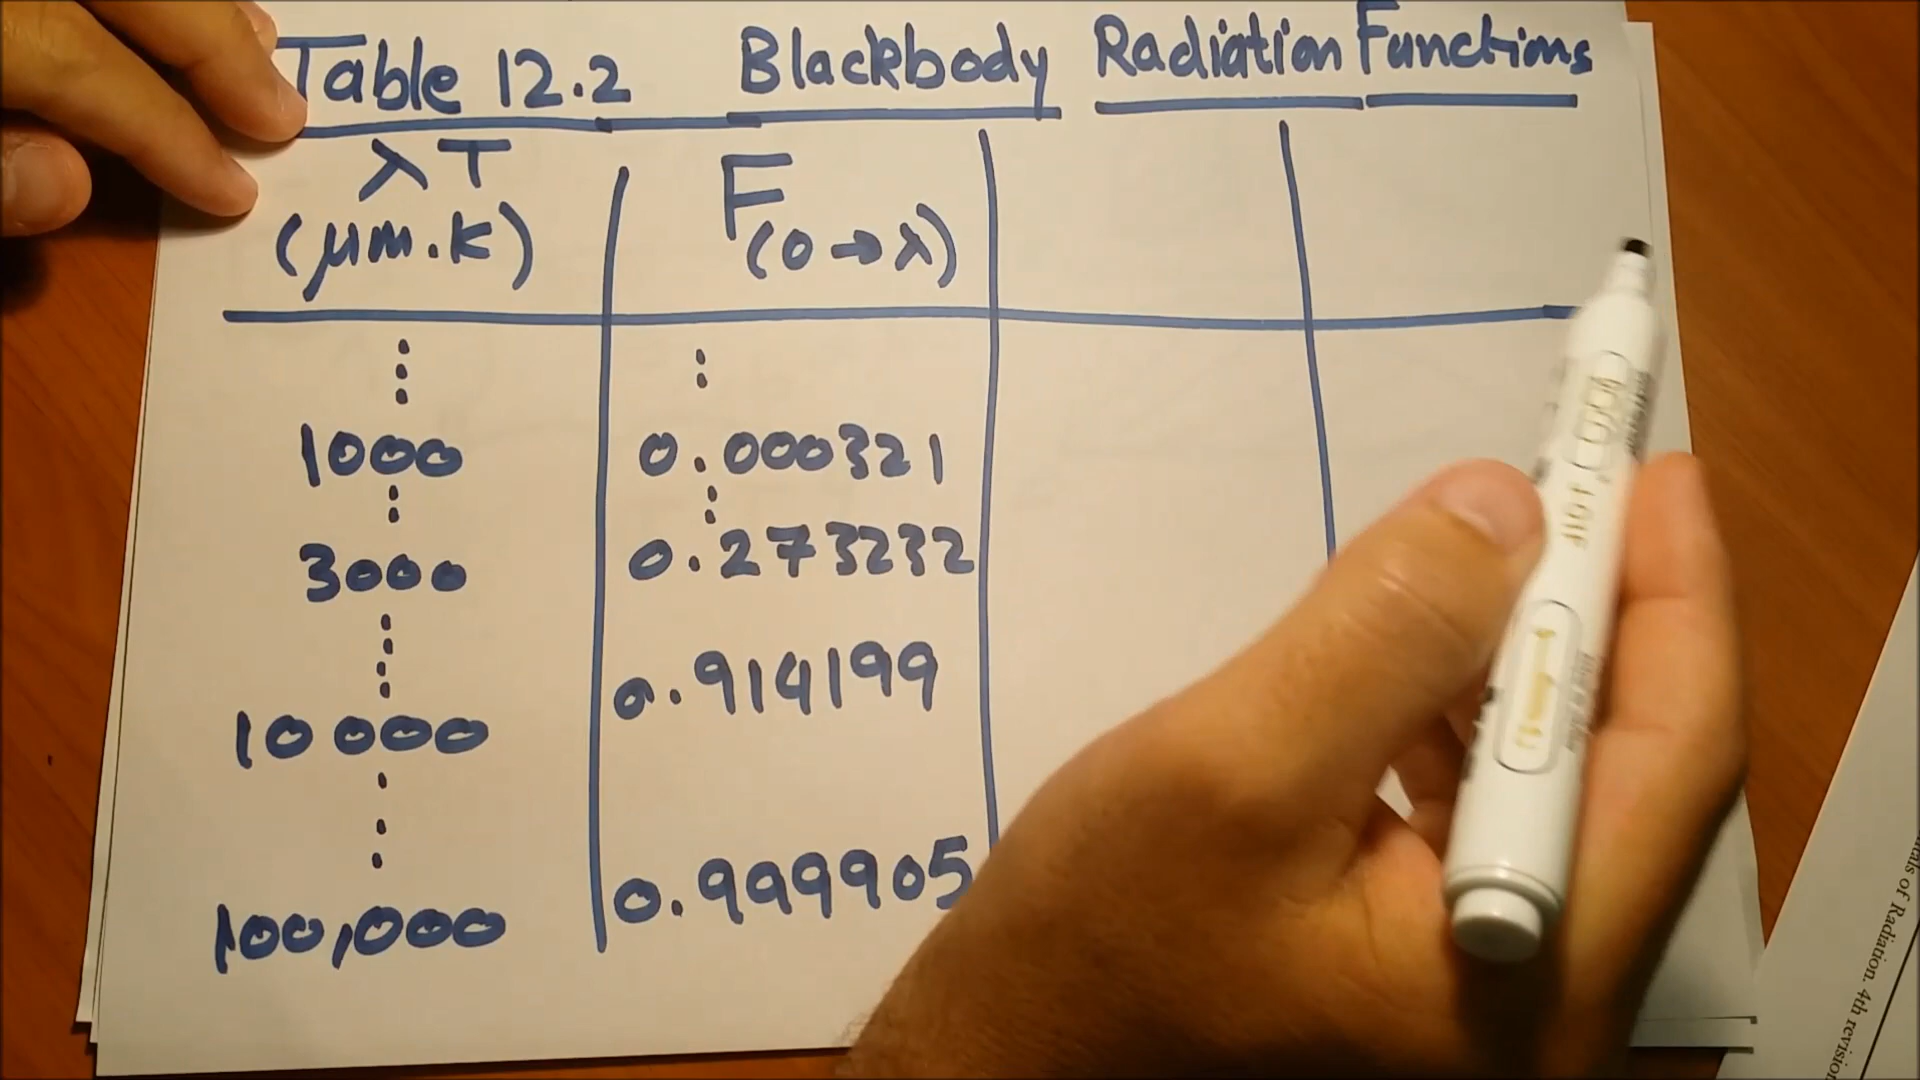 Table 12.2 Blackbody Radiation Functions
λT F(0→λ)
(μm.k)
⋮ :
1000 0.000321
: :
3000 0.273232
⋮
10000 0.914199
⋮
100,000 0.999905
of Radiation. 4th revision